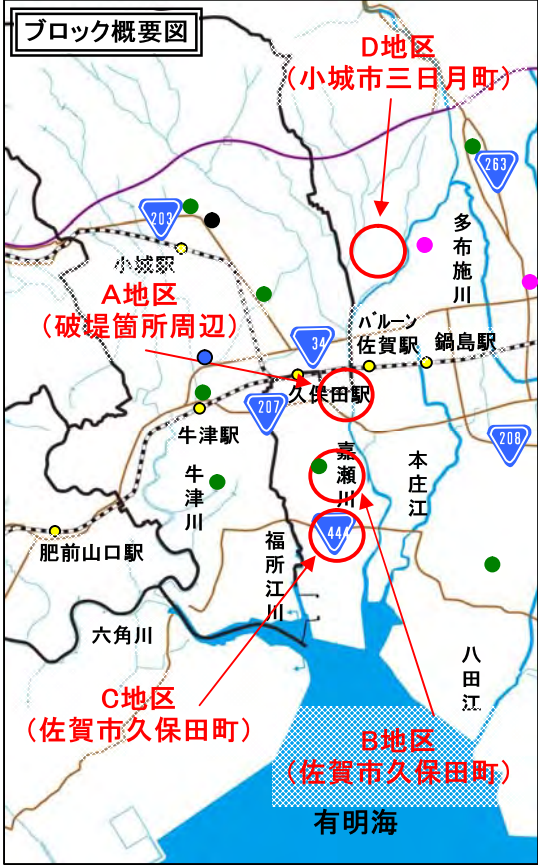 ブロック概要図
D地区
(小城市三日月町)
263
203
多布施川
小城駅
A地区
(破堤箇所周辺)
34
バルーン
佐賀駅
鍋島駅
久保田駅
207
牛津駅
208
嘉瀬川
本庄江
牛津川
444
肥前山口駅
福所江川
六角川
八田江
C地区
(佐賀市久保田町)
B地区
(佐賀市久保田町)
有明海